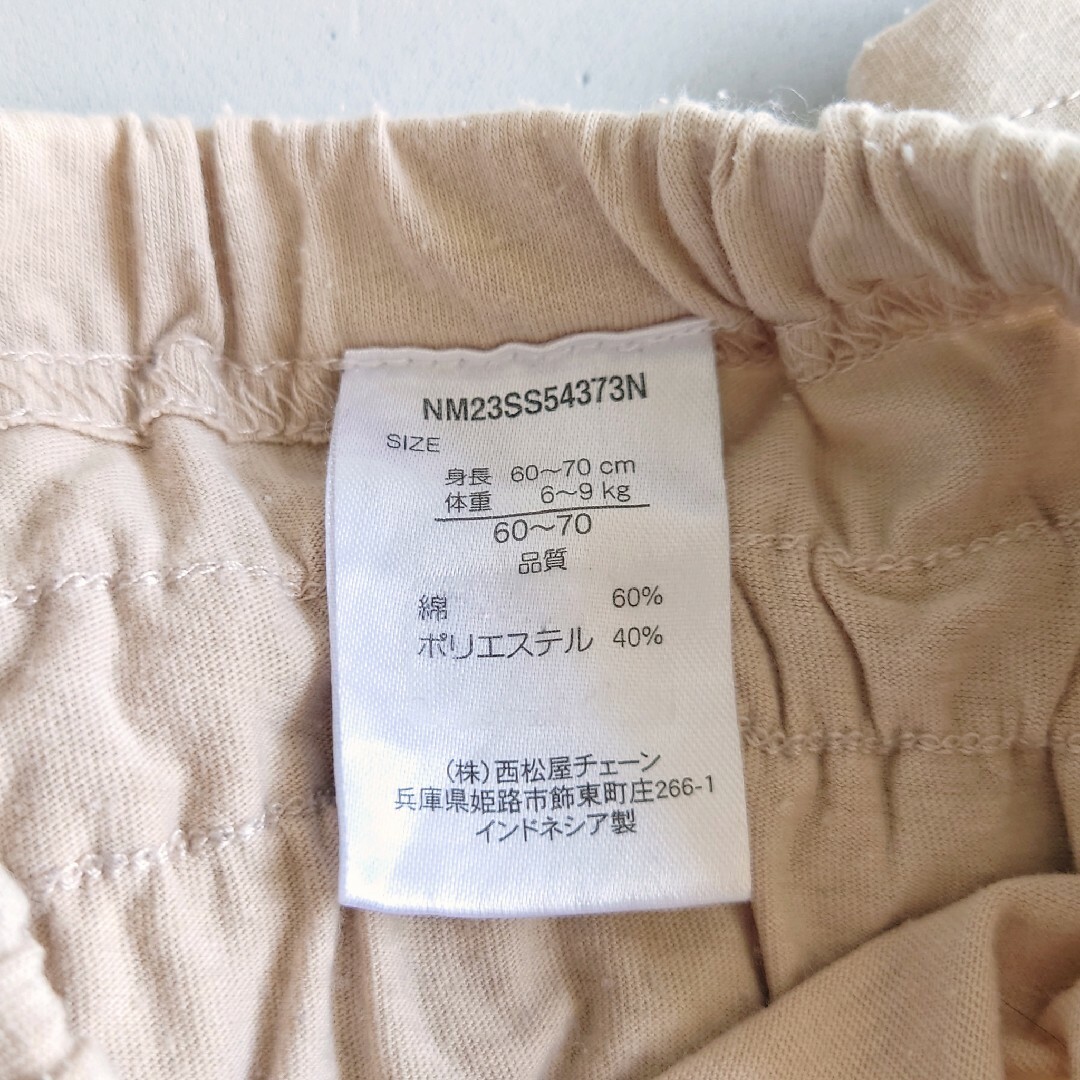 NM23SS54373N
SIZE
身長 60～70 cm
体重 6～9 kg
60～70
品質
綿 60%
ポリエステル 40%
(株)西松屋チェーン
兵庫県姫路市飾東町庄266-1
インドネシア製